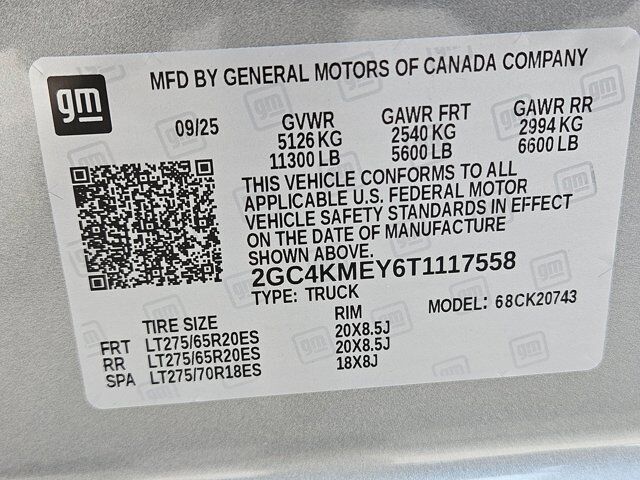 gm
MFD BY GENERAL MOTORS OF CANADA COMPANY
09/25
GVWR GAWR FRT GAWR RR
5126 KG 2540 KG 2994 KG
11300 LB 5600 LB 6600 LB
THIS VEHICLE CONFORMS TO ALL
APPLICABLE U.S. FEDERAL MOTOR
VEHICLE SAFETY STANDARDS IN EFFECT
ON THE DATE OF MANUFACTURE
SHOWN ABOVE.
2GC4KMEY6T1117558
TYPE: TRUCK MODEL: 68CK20743
TIRE SIZE RIM
FRT LT275/65R20ES 20X8.5J
RR LT275/65R20ES 20X8.5J
SPA LT275/70R18ES 18X8J